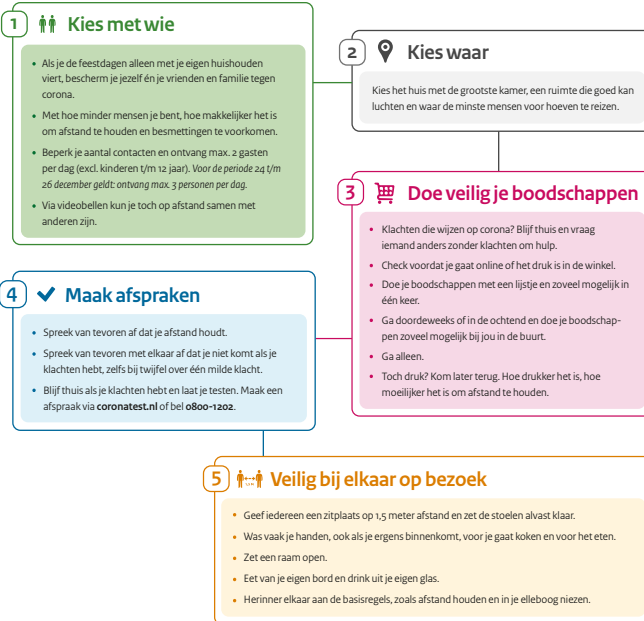 1 Kies met wie
• Als je de feestdagen alleen met je eigen huishouden
viert, bescherm je jezelf én je vrienden en familie tegen
corona.
• Met hoe minder mensen je bent, hoe makkelijker het is
om afstand te houden en besmettingen te voorkomen.
• Beperk je aantal contacten en ontvang max. 2 gasten
per dag (excl. kinderen t/m 12 jaar). Voor de periode 24 t/m
26 december geldt: ontvang max. 3 personen per dag.
• Via videobellen kun je toch op afstand samen met
anderen zijn.
2 Kies waar
Kies het huis met de grootste kamer, een ruimte die goed kan
luchten en waar de minste mensen voor hoeven te reizen.
3 Doe veilig je boodschappen
• Klachten die wijzen op corona? Blijf thuis en vraag
iemand anders zonder klachten om hulp.
• Check voordat je gaat online of het druk is in de winkel.
• Doe je boodschappen met een lijstje en zoveel mogelijk in
één keer.
• Ga doordeweeks of in de ochtend en doe je boodschap-
pen zoveel mogelijk bij jou in de buurt.
• Ga alleen.
• Toch druk? Kom later terug. Hoe drukker het is, hoe
moeilijker het is om afstand te houden.
4 Maak afspraken
• Spreek van tevoren af dat je afstand houdt.
• Spreek van tevoren met elkaar af dat je niet komt als je
klachten hebt, zelfs bij twijfel over één milde klacht.
• Blijf thuis als je klachten hebt en laat je testen. Maak een
afspraak via coronatest.nl of bel 0800-1202.
5 Veilig bij elkaar op bezoek
• Geef iedereen een zitplaats op 1,5 meter afstand en zet de stoelen alvast klaar.
• Was vaak je handen, ook als je ergens binnenkomt, voor je gaat koken en voor het eten.
• Zet een raam open.
• Eet van je eigen bord en drink uit je eigen glas.
• Herinner elkaar aan de basisregels, zoals afstand houden en in je elleboog niezen.